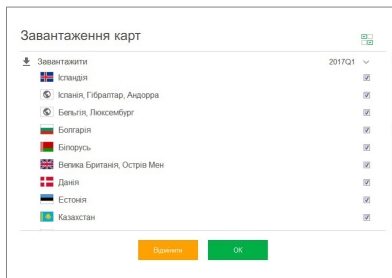 Завантаження карт
Завантажити 2017Q1
Ісландія
Іспанія, Гібралтар, Андорра
Бельгія, Люксембург
Болгарія
Білорусь
Велика Британія, Острів Мен
Данія
Естонія
Казахстан
Відмінити ОК